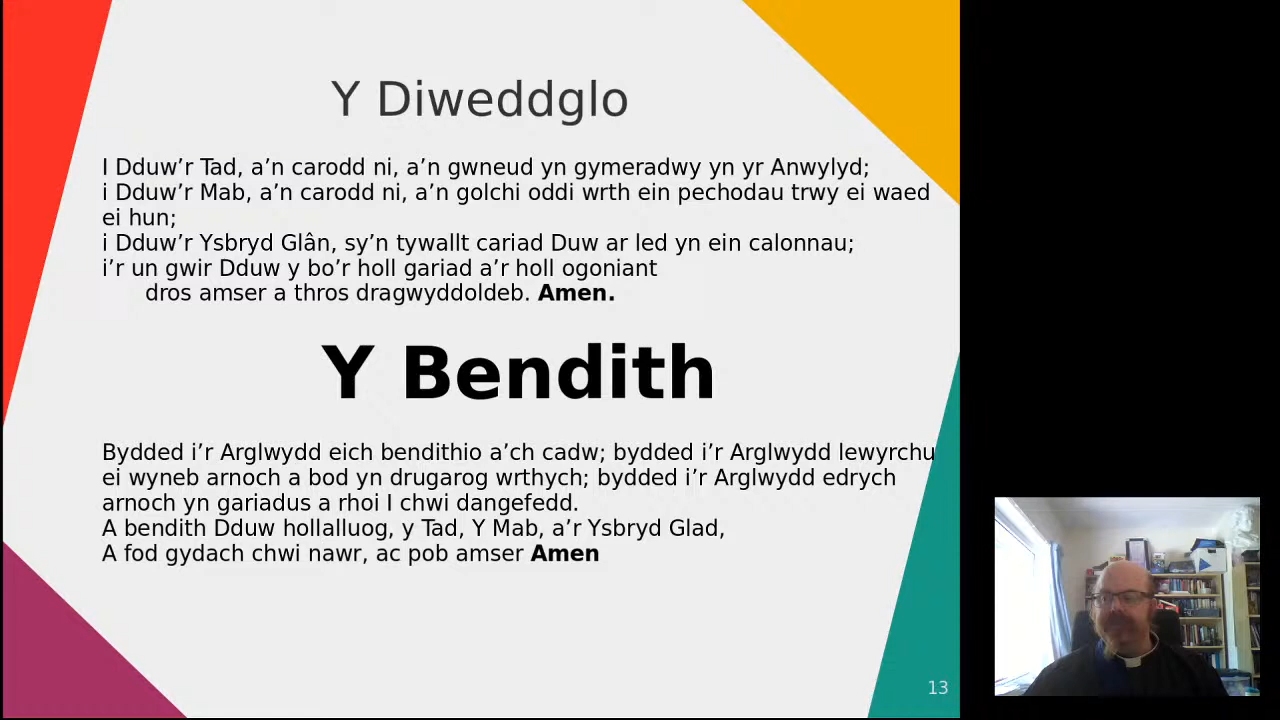 Y Diweddglo
I Dduw’r Tad, a’n carodd ni, a’n gwneud yn gymeradwy yn yr Anwylyd;
i Dduw’r Mab, a’n carodd ni, a’n golchi oddi wrth ein pechodau trwy ei waed
ei hun;
i Dduw’r Ysbryd Glân, sy’n tywallt cariad Duw ar led yn ein calonnau;
i’r un gwir Dduw y bo’r holl gariad a’r holl ogoniant
dros amser a thros dragwyddoldeb. Amen.
Y Bendith
Bydded i’r Arglwydd eich bendithio a’ch cadw; bydded i’r Arglwydd lewyrchu
ei wyneb arnoch a bod yn drugarog wrthych; bydded i’r Arglwydd edrych
arnoch yn gariadus a rhoi I chwi dangefedd.
A bendith Dduw hollalluog, y Tad, Y Mab, a’r Ysbryd Glad,
A fod gydach chwi nawr, ac pob amser Amen
13